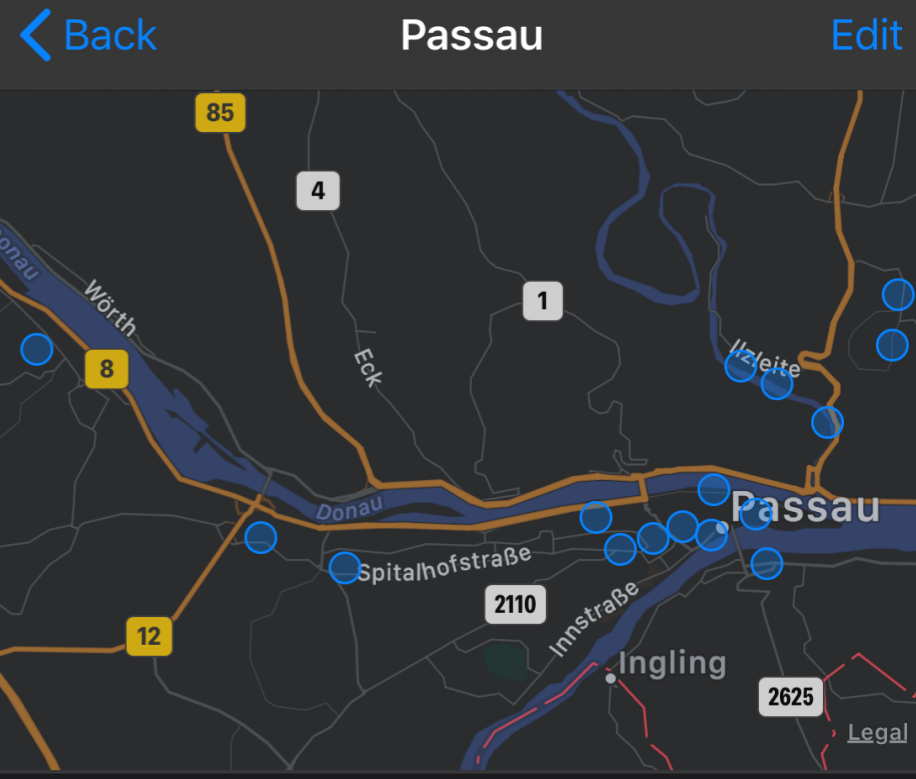 Back
Passau
Edit
85
4
Donau
Wörth
1
8
Eck
Ilzleite
Donau
Passau
Spitalhofstraße
2110
Innstraße
12
Ingling
2625
Legal